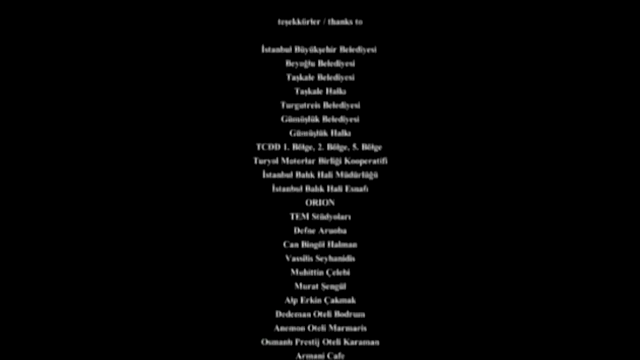 teşekkürler / thanks to
İstanbul Büyükşehir Belediyesi
Beyoğlu Belediyesi
Taşkale Belediyesi
Taşkale Halkı
Turgutreis Belediyesi
Gümüşlük Belediyesi
Gümüşlük Halkı
TCDD 1. Bölge, 2. Bölge, 5. Bölge
Turyol Motorlar Birliği Kooperatifi
İstanbul Balık Hali Müdürlüğü
İstanbul Balık Hali Esnafı
ORION
TEM Stüdyoları
Defne
Can Bingöl Halman
Vassilis Seyhanidis
Muhittin Çelebi
Murat Şengül
Alp Erkin Çakmak
Dedeman Oteli Bodrum
Anemon Oteli Marmaris
Osmanlı Prestij Oteli Karaman
Armani Cafe